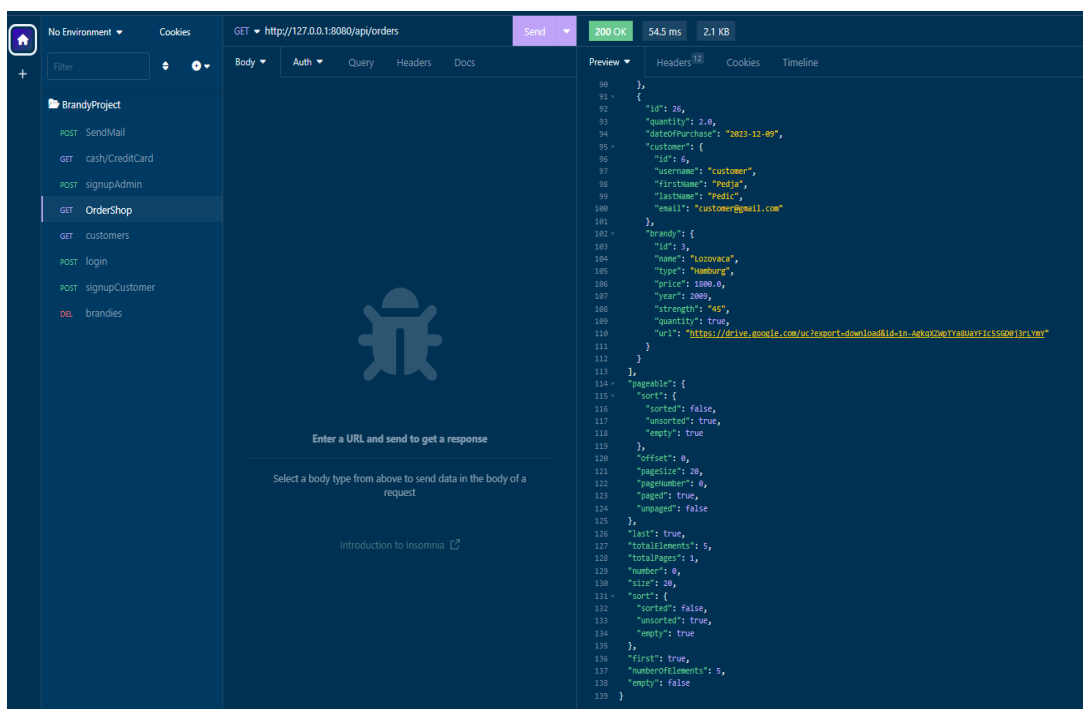 No Environment
Cookies
Filter
BrandyProject
POST SendMail
GET cash/CreditCard
POST signupAdmin
GET OrderShop
GET customers
POST login
POST signupCustomer
DEL brandies
GET http://127.0.0.1:8080/api/orders
Send
Body
Auth
Query
Headers
Docs
Enter a URL and send to get a response
Select a body type from above to send data in the body of a
request
Introduction to Insomnia
200 OK
54.5 ms
2.1 KB
Preview
Headers 12
Cookies
Timeline
90 },
91 {
92 "id": 26,
93 "quantity": 2.0,
94 "dateOfPurchase": "2023-12-09",
95 "customer": {
96 "id": 6,
97 "username": "customer",
98 "firstName": "Pedja",
99 "lastName": "Pedic",
100 "email": "customer@gmail.com"
101 },
102 "brandy": {
103 "id": 3,
104 "name": "Lozovaca",
105 "type": "Hamburg",
106 "price": 1800.0,
107 "year": 2009,
108 "strength": "45",
109 "quantity": true,
110 "url": "https://drive.google.com/uc?export=download&id=
111 }
112 }
113 ],
114 "pageable": {
115 "sort": {
116 "sorted": false,
117 "unsorted": true,
118 "empty": true
119 },
120 "offset": 0,
121 "pageSize": 20,
122 "pageNumber": 0,
123 "paged": true,
124 "unpaged": false
125 },
126 "last": true,
127 "totalElements": 5,
128 "totalPages": 1,
129 "number": 0,
130 "size": 20,
131 "sort": {
132 "sorted": false,
133 "unsorted": true,
134 "empty": true
135 },
136 "first": true,
137 "numberOfElements": 5,
138 "empty": false
139 }